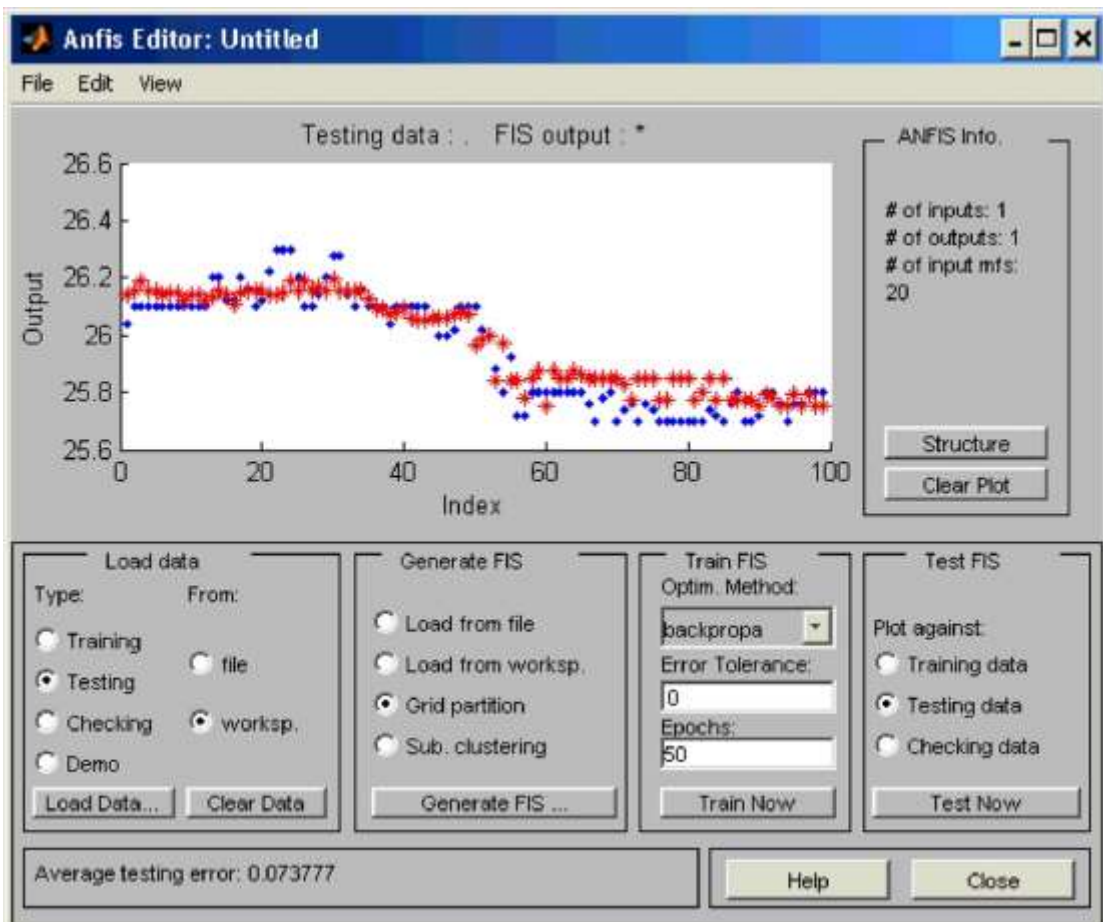 Anfis Editor: Untitled
File Edit View
Testing data : . FIS output : *
26.6
26.4
26.2
26
25.8
25.6
Output
0 20 40 60 80 100
Index
ANFIS Info.
# of inputs: 1
# of outputs: 1
# of input mfs:
20
Structure
Clear Plot
Load data
Type: From:
Training
file
Testing
Checking
worksp.
Demo
Load Data...
Clear Data
Generate FIS
Load from file
Load from worksp.
Grid partition
Sub. clustering
Generate FIS ...
Train FIS
Optim. Method:
backpropa
Error Tolerance:
0
Epochs:
50
Train Now
Test FIS
Plot against:
Training data
Testing data
Checking data
Test Now
Average testing error: 0.073777
Help
Close